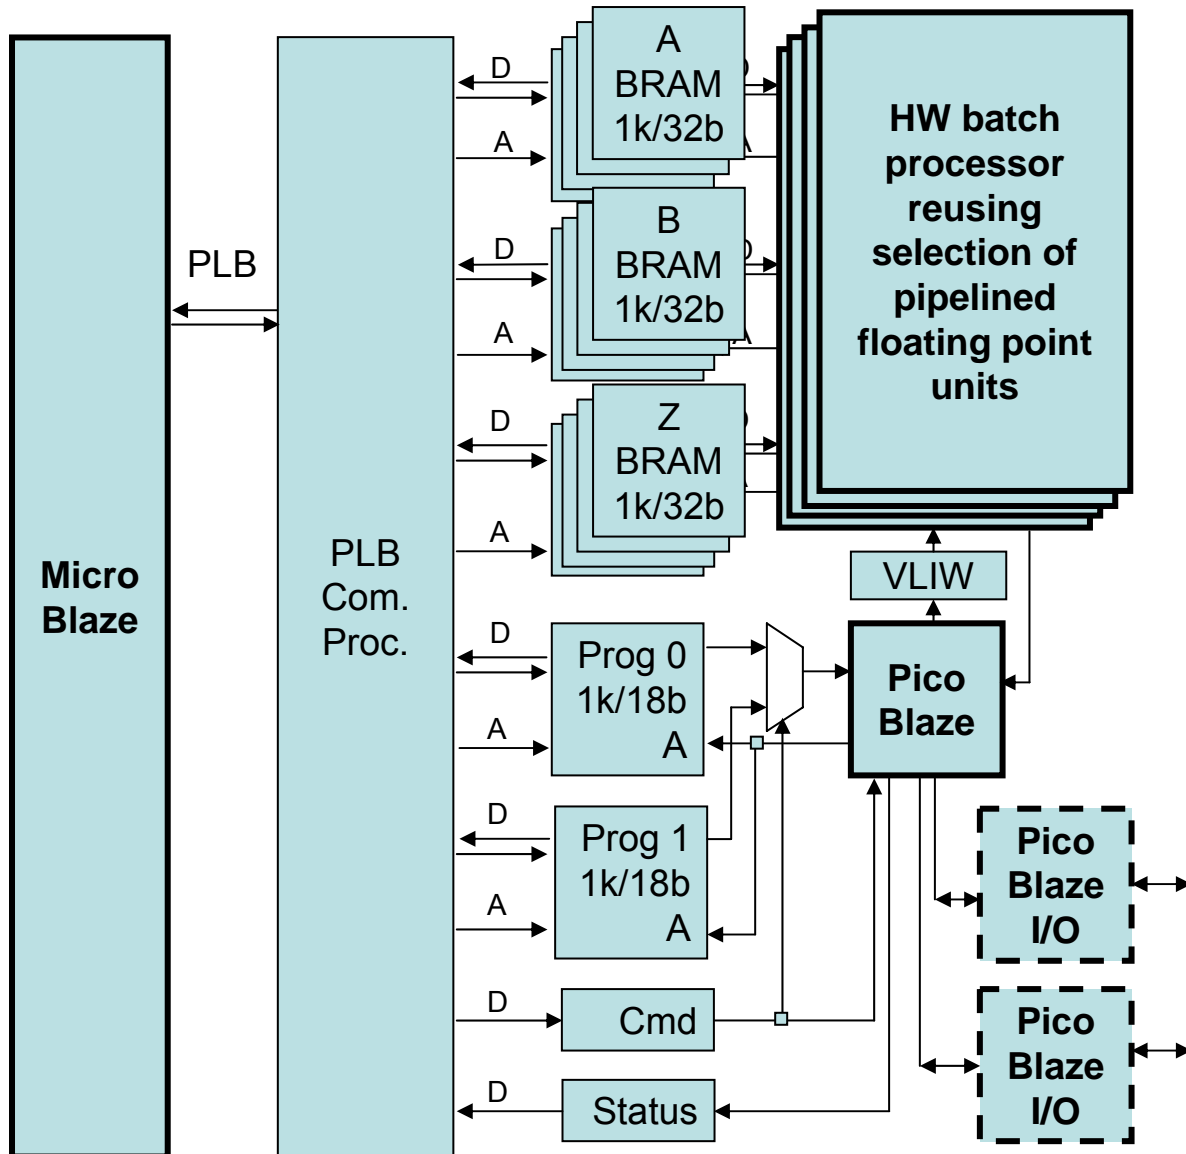 Micro
Blaze
PLB
PLB
Com.
Proc.
D
A
A
BRAM
1k/32b
D
A
B
BRAM
1k/32b
A
D
A
Z
BRAM
1k/32b
HW batch
processor
reusing
selection of
pipelined
floating point
units
VLIW
D
A
Prog 0
1k/18b
A
Pico
Blaze
D
A
Prog 1
1k/18b
A
Pico
Blaze
I/O
D
Cmd
Pico
Blaze
I/O
D
Status